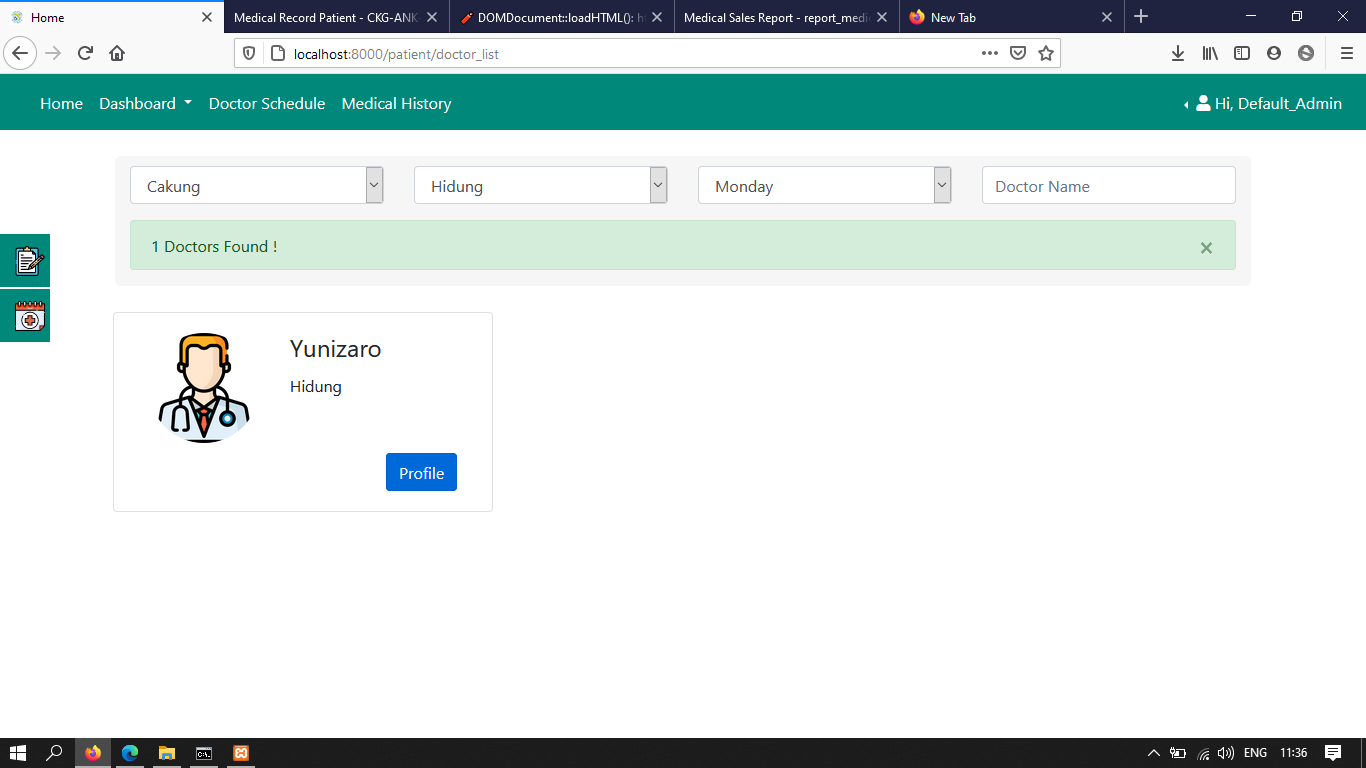 Home
Medical Record Patient - CKG-ANK
DOMDocument::loadHTML():
Medical Sales Report - report_medi
New Tab
localhost:8000/patient/doctor_list
Home
Dashboard
Doctor Schedule
Medical History
Hi, Default_Admin
Cakung
Hidung
Monday
Doctor Name
1 Doctors Found !
×
Yunizaro
Hidung
Profile
ENG
11:36